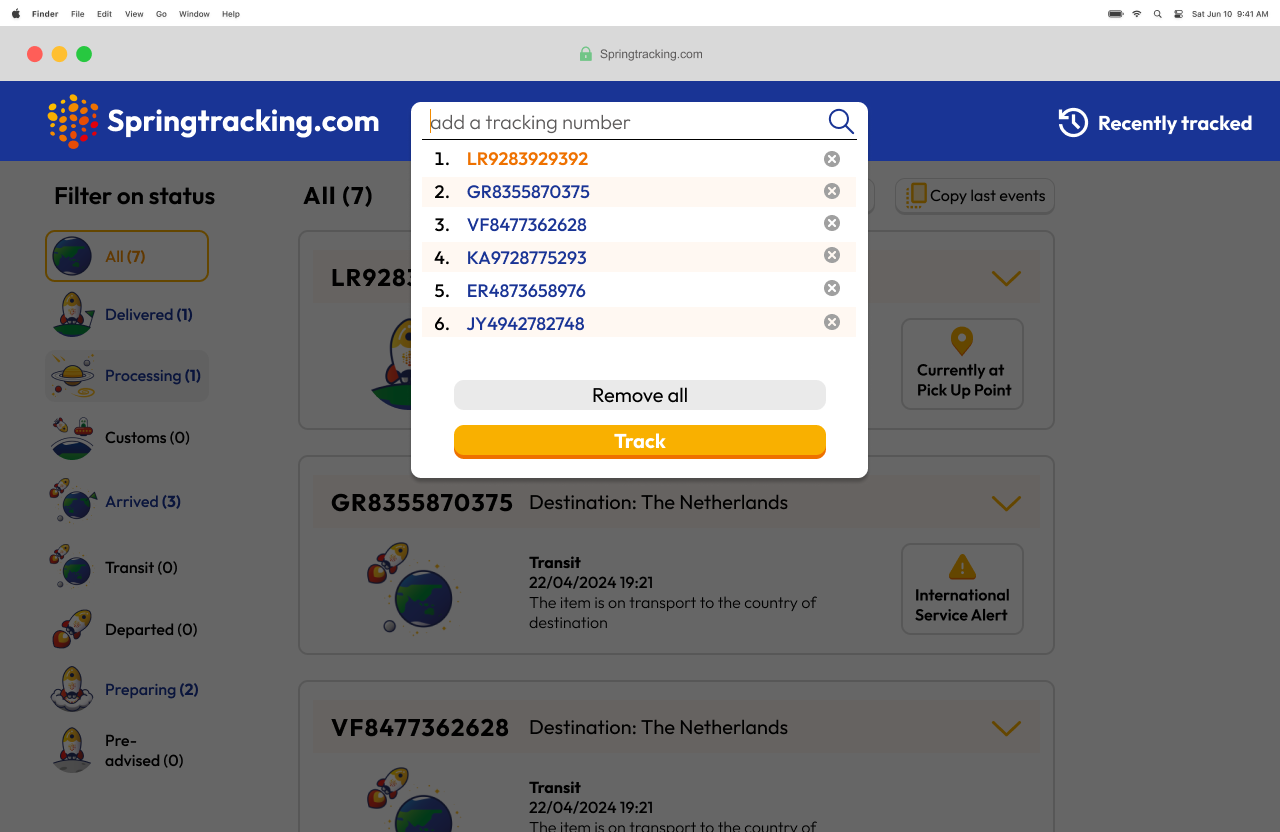 Finder File Edit View Go Window Help Sat Jun 10 9:41 AM
Springtracking.com
Springtracking.com
add a tracking number
Recently tracked
1. LR9283929392
2. GR8355870375
3. VF8477362628
4. KA9728775293
5. ER4873658976
6. JY4942782748
Remove all
Track
Filter on status
All (7)
Delivered (1)
Processing (1)
Customs (0)
Arrived (3)
Transit (0)
Departed (0)
Preparing (2)
Pre-
advised (0)
All (7)
Copy last events
Currently at
Pick Up Point
GR8355870375 Destination: The Netherlands
Transit
22/04/2024 19:21
The item is on transport to the country of
destination
International
Service Alert
VF8477362628 Destination: The Netherlands
Transit
22/04/2024 19:21
The item is on transport to the country of